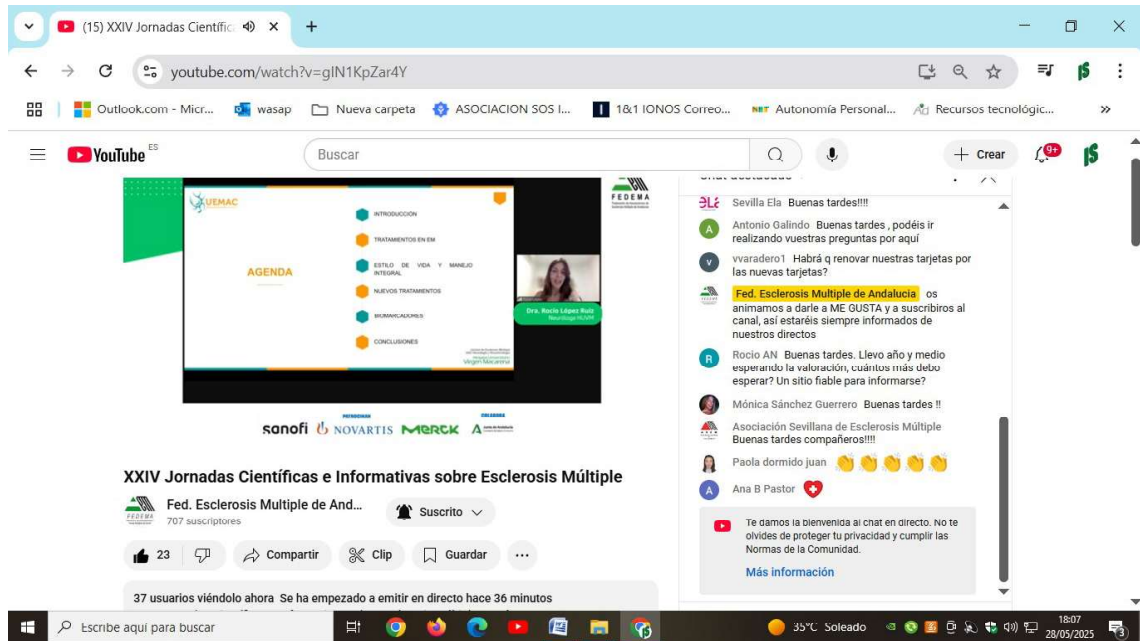 (15) XXIV Jornadas Científic
youtube.com/watch?v=gIN1KpZar4Y
Outlook.com - Micr...
wasap
Nueva carpeta
ASOCIACION SOS I...
1&1 IONOS Correo...
Autonomía Personal...
Recursos tecnológic...
»
YouTube ES
Buscar
Crear
9+
UEMAC
AGENDA
INTRODUCCIÓN
TRATAMIENTOS EN EM
ESTILO DE VIDA Y MANEJO
INTEGRAL
NUEVOS TRATAMIENTOS
BIOMARCADORES
CONCLUSIONES
Virgen Macarena
Dra. Rocío López Ruiz
Neuróloga HUVM
FEDEMA
sanofi
NOVARTIS
MERCK
XXIV Jornadas Científicas e Informativas sobre Esclerosis Múltiple
FEDEMA
Fed. Esclerosis Multiple de And...
707 suscriptores
Suscrito
23
Compartir
Clip
Guardar
...
37 usuarios viéndolo ahora Se ha empezado a emitir en directo hace 36 minutos
Sevilla Ela Buenas tardes!!!!
Antonio Galindo Buenas tardes , podéis ir
realizando vuestras preguntas por aquí
vvaradero1 Habrá q renovar nuestras tarjetas por
las nuevas tarjetas?
Fed. Esclerosis Multiple de Andalucia os
animamos a darle a ME GUSTA y a suscribiros al
canal, así estaréis siempre informados de
nuestros directos
Rocio AN Buenas tardes. Llevo año y medio
esperando la valoración, cuántos más debo
esperar? Un sitio fiable para informarse?
Mónica Sánchez Guerrero Buenas tardes !!
Asociación Sevillana de Esclerosis Múltiple
Buenas tardes compañeros!!!!
Paola dormido juan 👏👏👏👏👏
Ana B Pastor
Te damos la bienvenida al chat en directo. No te
olvides de proteger tu privacidad y cumplir las
Normas de la Comunidad.
Más información
Escribe aquí para buscar
35°C Soleado
18:07
28/05/2025
3